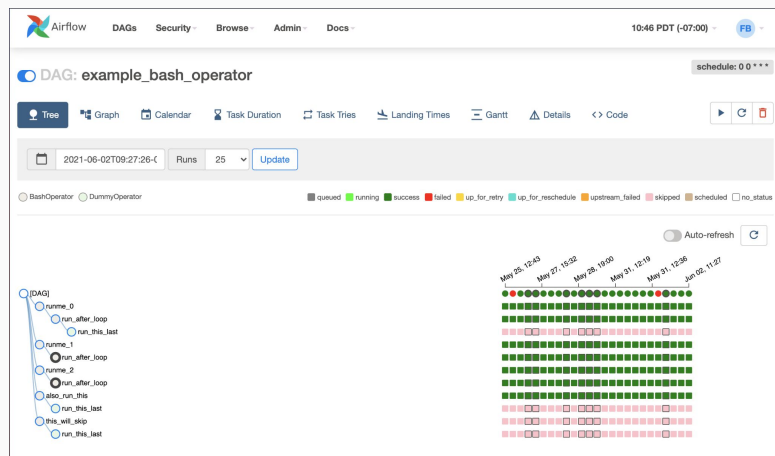 Airflow DAGs Security Browse Admin Docs 10:46 PDT (-07:00) FB
schedule: 0 0 * * *
DAG: example_bash_operator
Tree Graph Calendar Task Duration Task Tries Landing Times Gantt Details <> Code
2021-06-02T09:27:26-( Runs 25 Update
BashOperator DummyOperator queued running success failed up_for_retry up_for_reschedule upstream_failed skipped scheduled no_status
Auto-refresh
May 25, 12:43 May 27, 15:32 May 28, 19:00 May 31, 12:19 May 31, 12:36 Jun 02, 11:27
[DAG]
runme_0
run_after_loop
run_this_last
runme_1
run_after_loop
runme_2
run_after_loop
also_run_this
run_this_last
this_will_skip
run_this_last